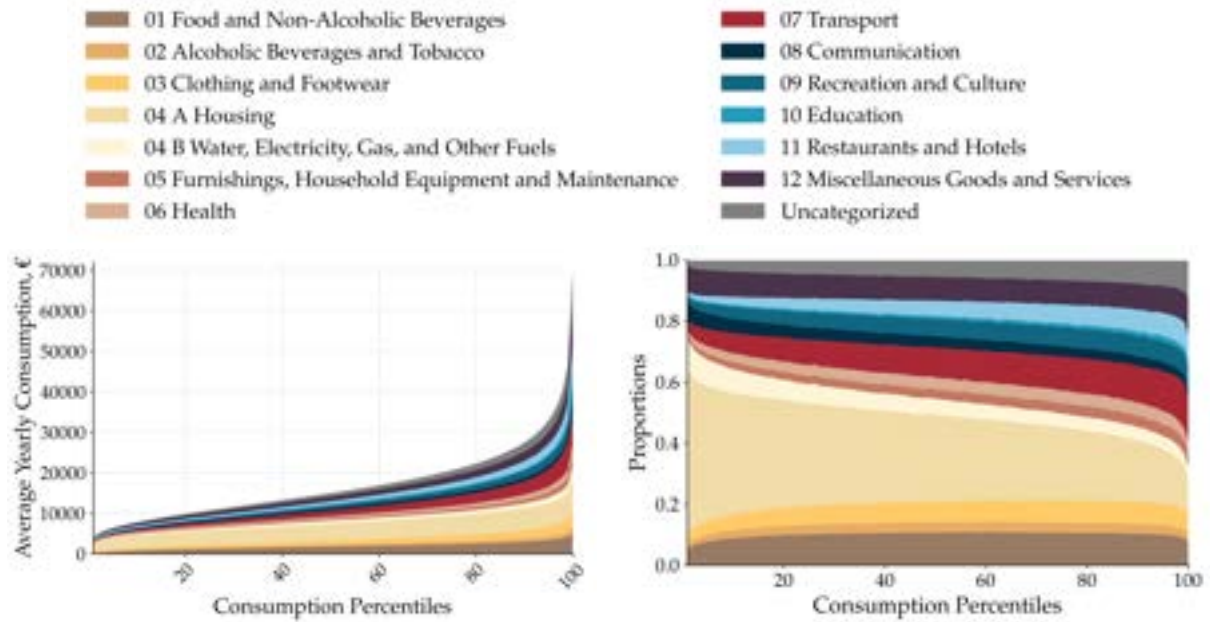 01 Food and Non-Alcoholic Beverages
02 Alcoholic Beverages and Tobacco
03 Clothing and Footwear
04 A Housing
04 B Water, Electricity, Gas, and Other Fuels
05 Furnishings, Household Equipment and Maintenance
06 Health
07 Transport
08 Communication
09 Recreation and Culture
10 Education
11 Restaurants and Hotels
12 Miscellaneous Goods and Services
Uncategorized
Average Yearly Consumption, €
70000
60000
50000
40000
30000
20000
10000
0
20
40
60
80
100
Consumption Percentiles
Proportions
1.0
0.8
0.6
0.4
0.2
0.0
20
40
60
80
100
Consumption Percentiles